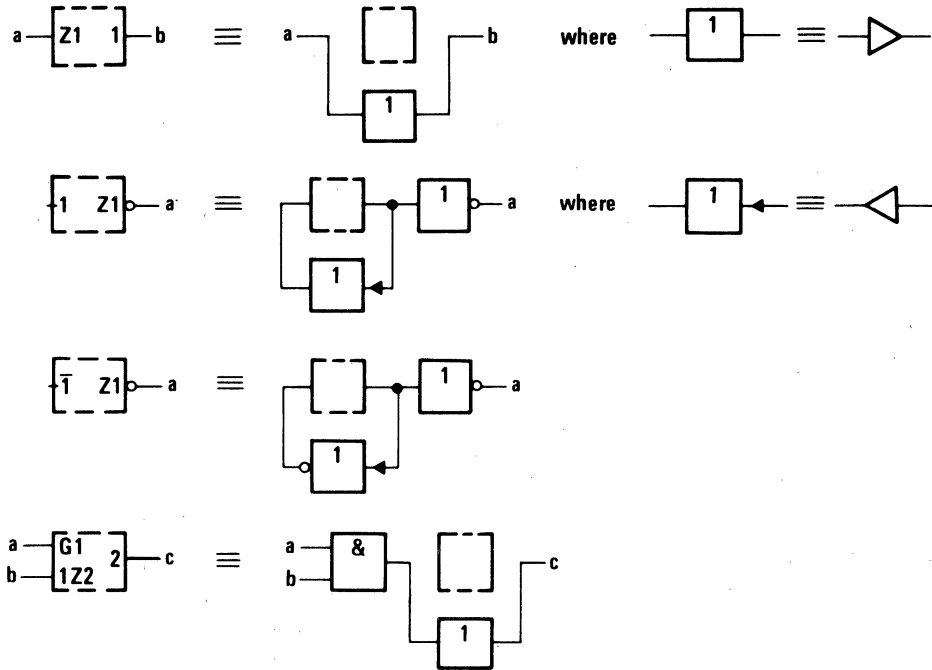 a Z1 1 b ≡ a 1 b where 1 ≡
1 Z1 a ≡ 1 a where 1 ≡
1
1̅ Z1 a ≡ 1 a
1
a G1 2 c ≡ a & c
b 1Z2 b
1